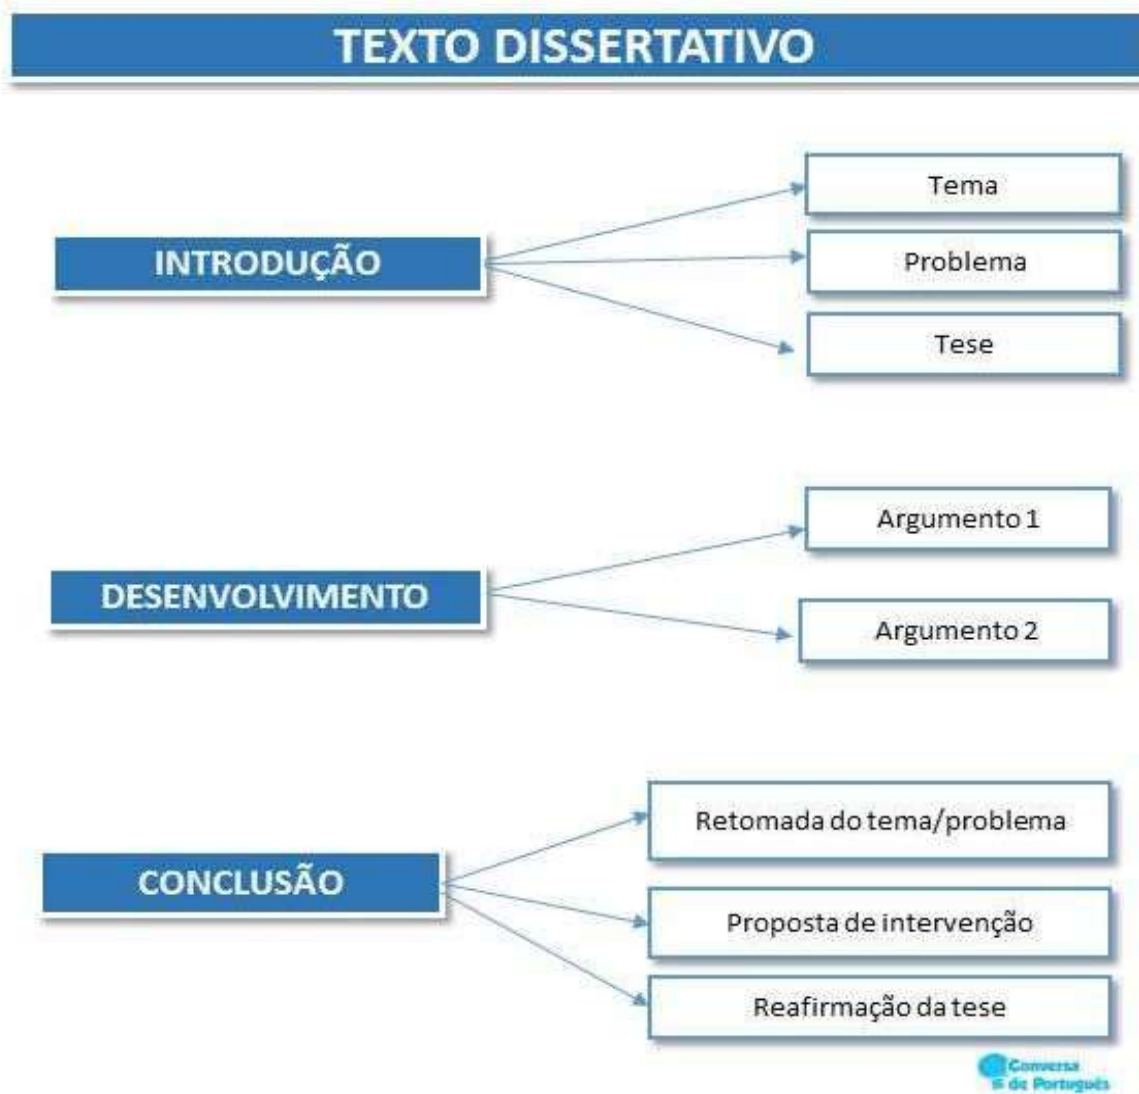 TEXTO DISSERTATIVO
INTRODUÇÃO
Tema
Problema
Tese
DESENVOLVIMENTO
Argumento 1
Argumento 2
CONCLUSÃO
Retomada do tema/problema
Proposta de intervenção
Reafirmação da tese
Conversa
de Português